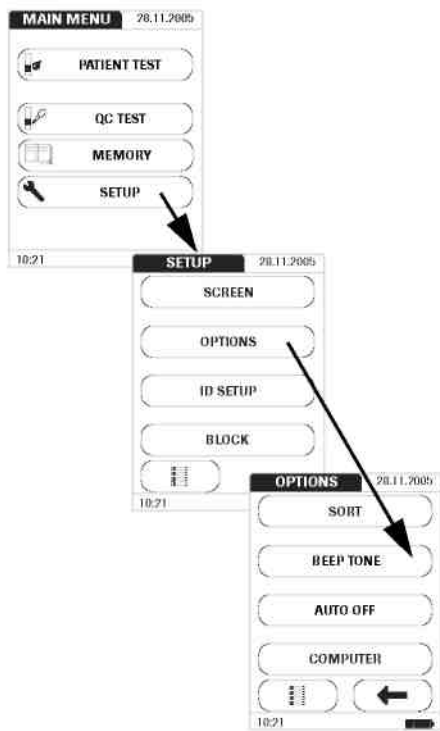 MAIN MENU 28.11.2005
PATIENT TEST
QC TEST
MEMORY
SETUP
10:21
SETUP 28.11.2005
SCREEN
OPTIONS
ID SETUP
BLOCK
10:21
OPTIONS 28.11.2005
SORT
BEEP TONE
AUTO OFF
COMPUTER
10:21